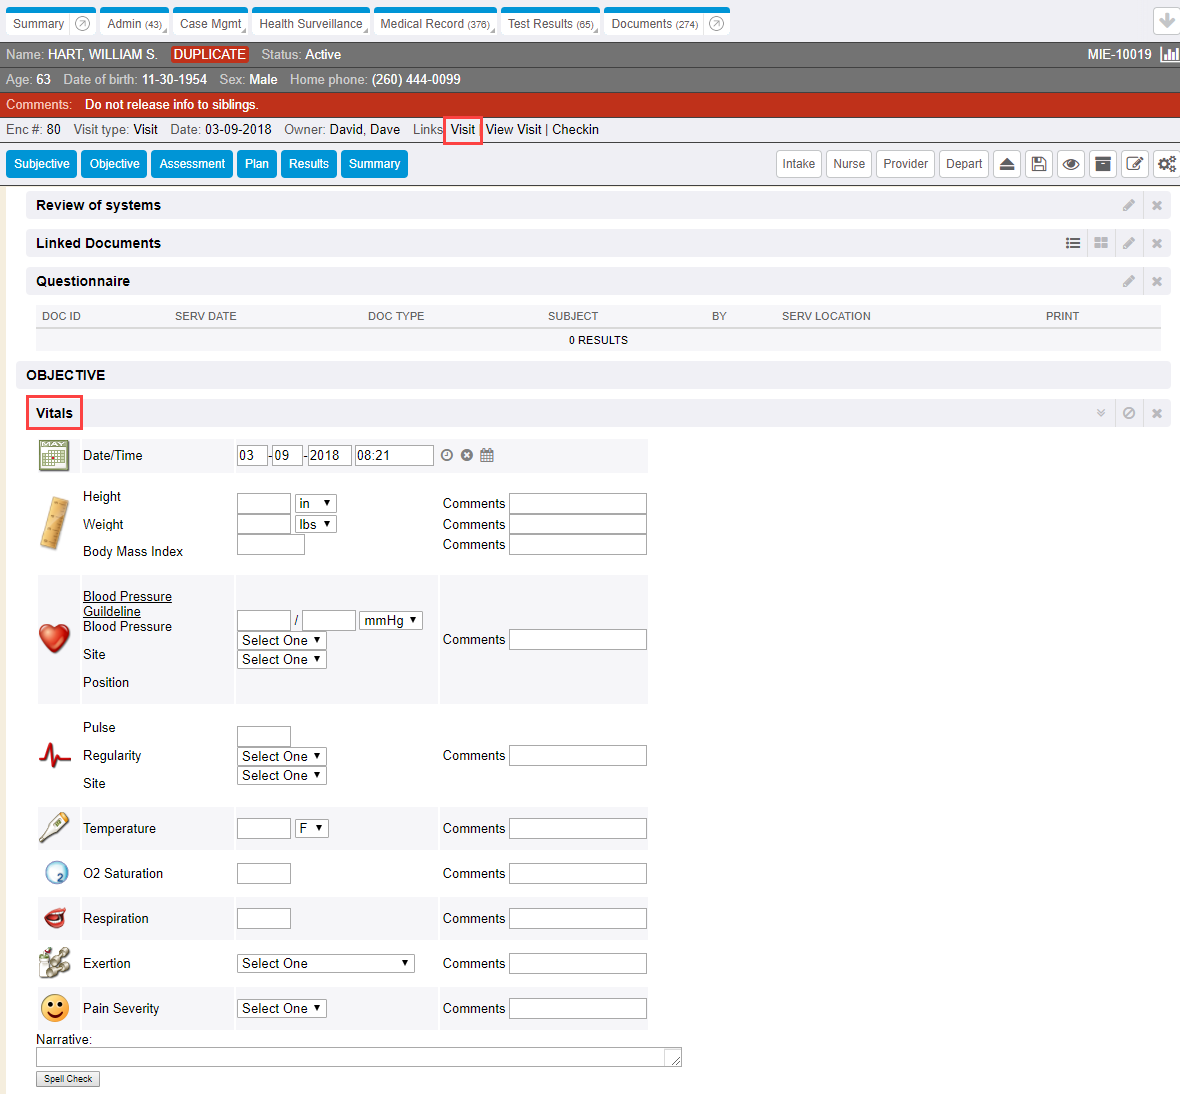 Summary Admin (43) Case Mgmt Health Surveillance Medical Record (376) Test Results (65) Documents (274)
Name: HART, WILLIAM S. DUPLICATE Status: Active MIE-10019
Age: 63 Date of birth: 11-30-1954 Sex: Male Home phone: (260) 444-0099
Comments: Do not release info to siblings.
Enc #: 80 Visit type: Visit Date: 03-09-2018 Owner: David, Dave Links Visit | View Visit | Checkin
Subjective Objective Assessment Plan Results Summary Intake Nurse Provider Depart
Review of systems
Linked Documents
Questionnaire
DOC ID SERV DATE DOC TYPE SUBJECT BY SERV LOCATION PRINT
0 RESULTS
OBJECTIVE
Vitals
MAY
Date/Time 03 -09 -2018 08:21
Height in Comments
Weight lbs Comments
Body Mass Index Comments
Blood Pressure
Guildeline
Blood Pressure / mmHg
Site Select One Comments
Position Select One
Pulse
Regularity Select One Comments
Site Select One
Temperature F Comments
2 O2 Saturation Comments
Respiration Comments
Exertion Select One Comments
Pain Severity Select One Comments
Narrative:
Spell Check